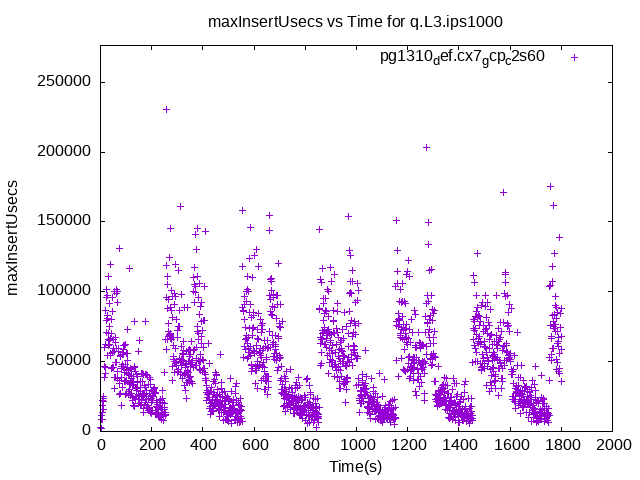 maxInsertUsecs vs Time for q.L3.ips1000
pg1310_def.cx7_gcp_c2s60
250000
200000
150000
100000
50000
0
maxInsertUsecs
0 200 400 600 800 1000 1200 1400 1600 1800 2000
Time(s)